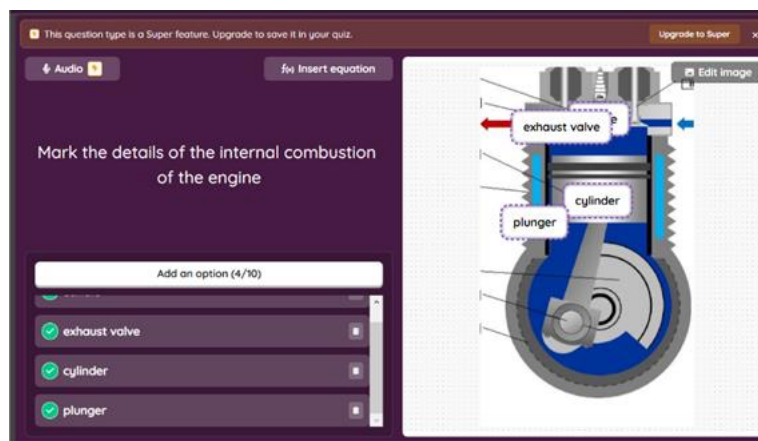 This question type is a Super feature. Upgrade to save it in your quiz.
Upgrade to Super
Audio
f(x) Insert equation
Edit image
Mark the details of the internal combustion
of the engine
exhaust valve
cylinder
plunger
Add an option (4/10)
exhaust valve
cylinder
plunger